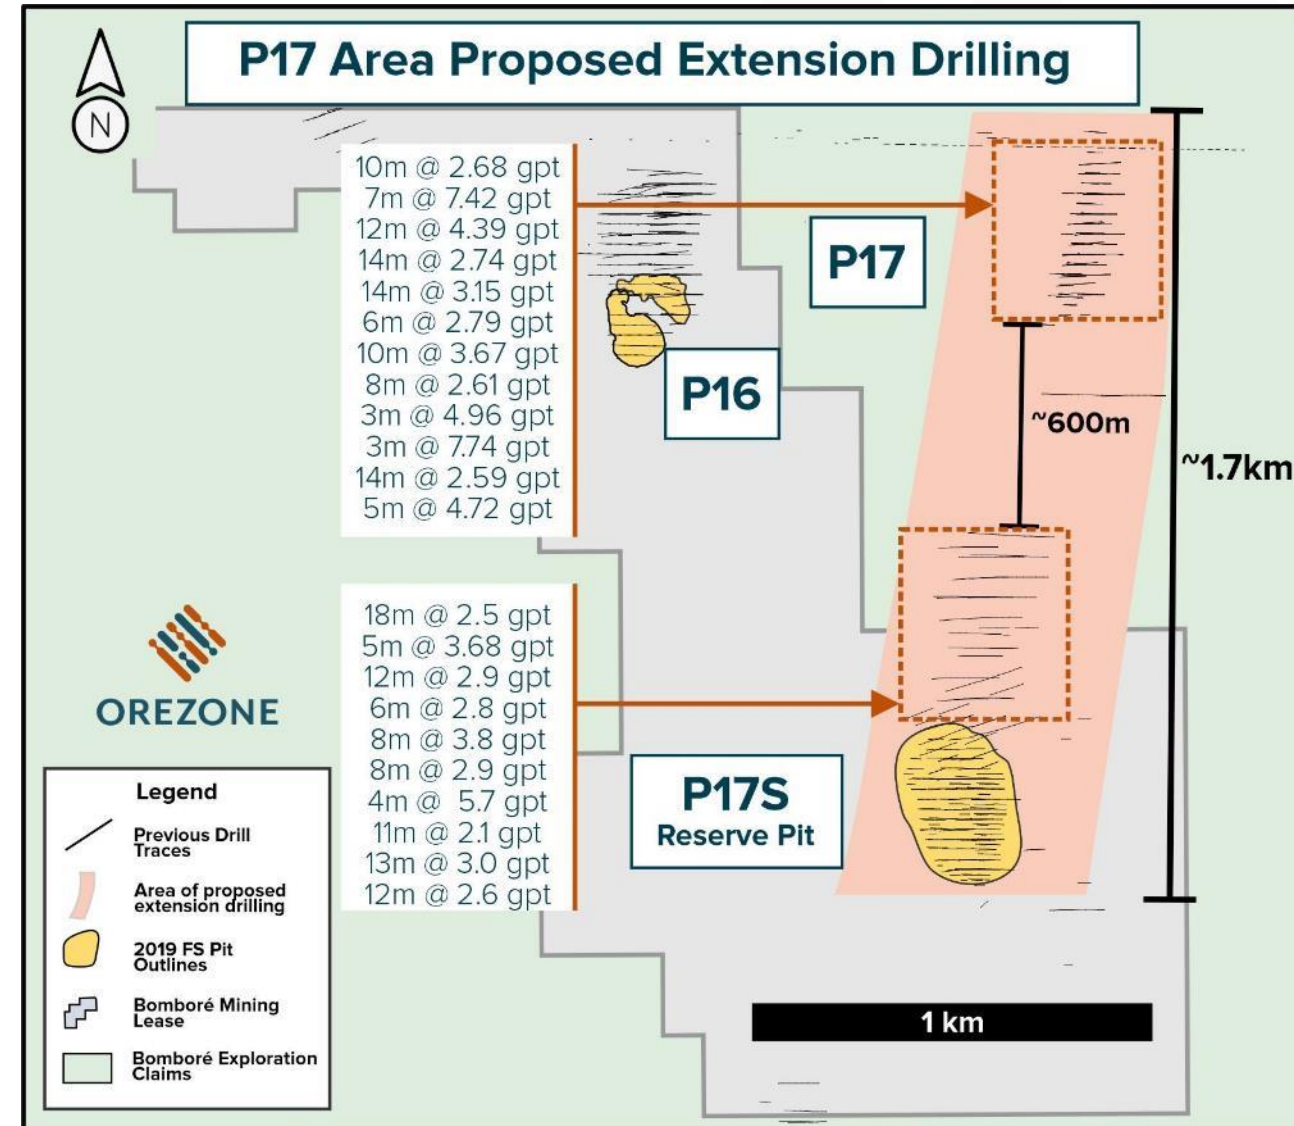 P17 Area Proposed Extension Drilling
N
10m @ 2.68 gpt
7m @ 7.42 gpt
12m @ 4.39 gpt
14m @ 2.74 gpt
14m @ 3.15 gpt
6m @ 2.79 gpt
10m @ 3.67 gpt
8m @ 2.61 gpt
3m @ 4.96 gpt
3m @ 7.74 gpt
14m @ 2.59 gpt
5m @ 4.72 gpt
P17
P16
~600m
~1.7km
18m @ 2.5 gpt
5m @ 3.68 gpt
12m @ 2.9 gpt
6m @ 2.8 gpt
8m @ 3.8 gpt
8m @ 2.9 gpt
4m @ 5.7 gpt
11m @ 2.1 gpt
13m @ 3.0 gpt
12m @ 2.6 gpt
P17S
Reserve Pit
OREZONE
Legend
Previous Drill
Traces
Area of proposed
extension drilling
2019 FS Pit
Outlines
Bomboré Mining
Lease
Bomboré Exploration
Claims
1 km